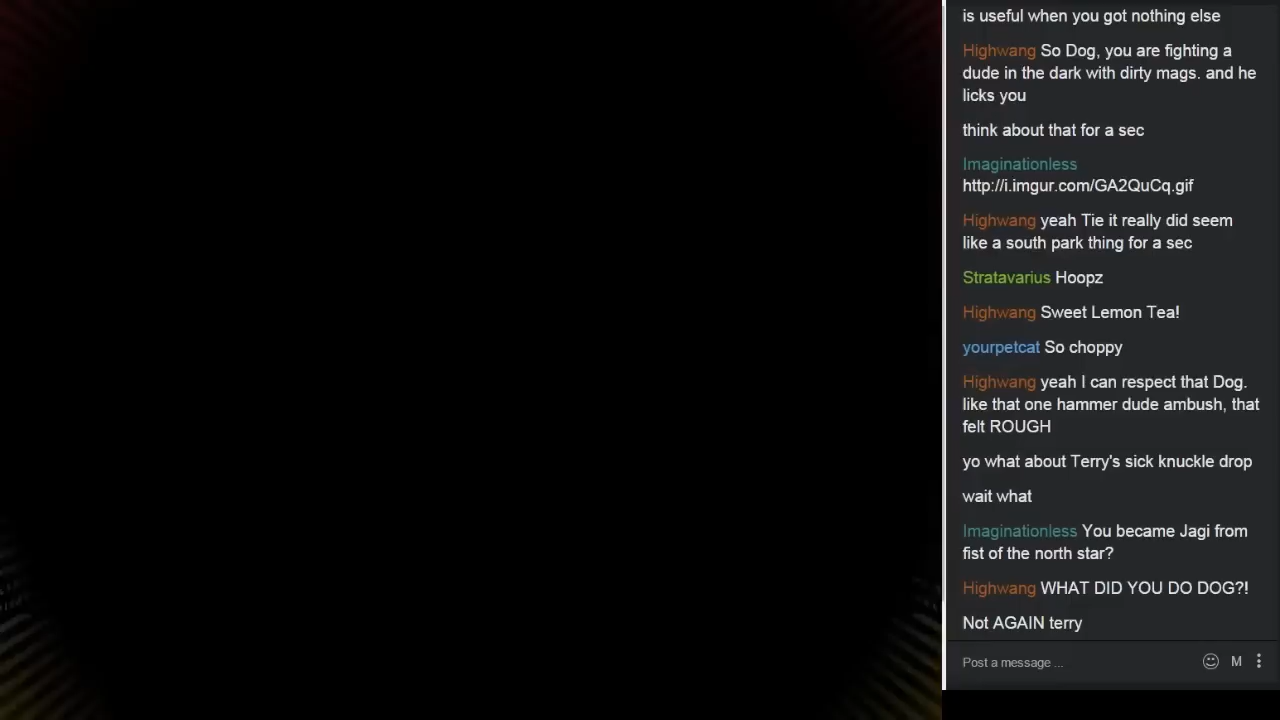 is useful when you got nothing else
Highwang So Dog, you are fighting a
dude in the dark with dirty mags. and he
licks you
think about that for a sec
Imaginationless
http://i.imgur.com/GA2QuCq.gif
Highwang yeah Tie it really did seem
like a south park thing for a sec
Stratavarius Hoopz
Highwang Sweet Lemon Tea!
yourpetcat So choppy
Highwang yeah I can respect that Dog.
like that one hammer dude ambush, that
felt ROUGH
yo what about Terry's sick knuckle drop
wait what
Imaginationless You became Jagi from
fist of the north star?
Highwang WHAT DID YOU DO DOG?!
Not AGAIN terry
Post a message ... M